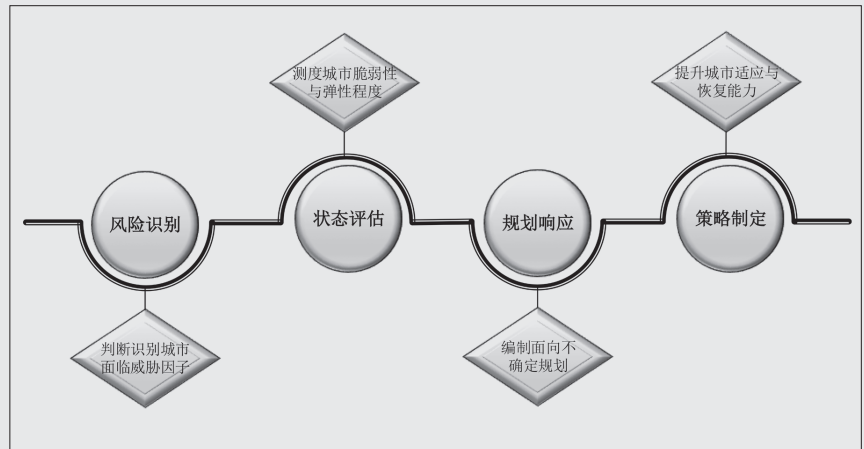 测度城市脆弱性
与弹性程度
提升城市适应与
恢复能力
风险识别
状态评估
规划响应
策略制定
判断识别城市
面临威胁因子
编制面向不
确定规划